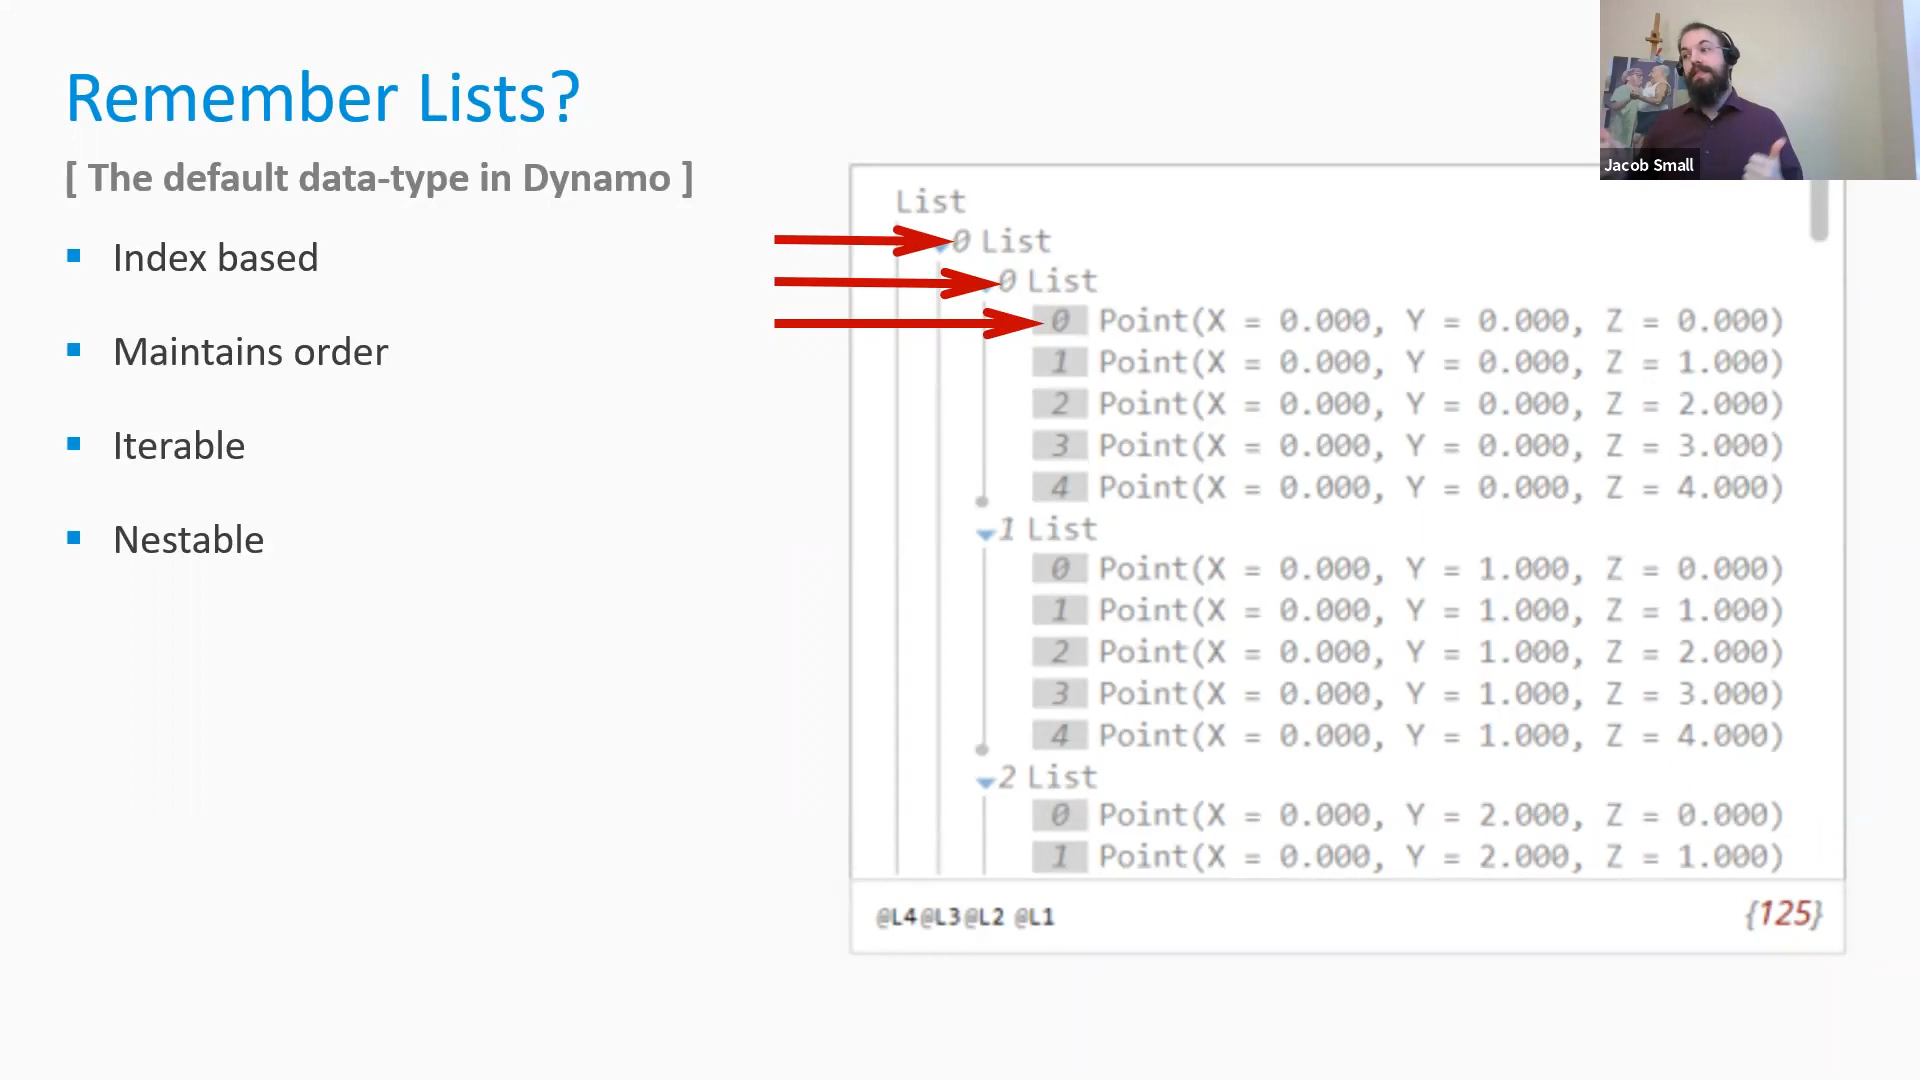 Remember Lists?
[ The default data-type in Dynamo ]
Index based
Maintains order
Iterable
Nestable
Jacob Small
List
0 List
0 List
0 Point(X = 0.000, Y = 0.000, Z = 0.000)
1 Point(X = 0.000, Y = 0.000, Z = 1.000)
2 Point(X = 0.000, Y = 0.000, Z = 2.000)
3 Point(X = 0.000, Y = 0.000, Z = 3.000)
4 Point(X = 0.000, Y = 0.000, Z = 4.000)
1 List
0 Point(X = 0.000, Y = 1.000, Z = 0.000)
1 Point(X = 0.000, Y = 1.000, Z = 1.000)
2 Point(X = 0.000, Y = 1.000, Z = 2.000)
3 Point(X = 0.000, Y = 1.000, Z = 3.000)
4 Point(X = 0.000, Y = 1.000, Z = 4.000)
2 List
0 Point(X = 0.000, Y = 2.000, Z = 0.000)
1 Point(X = 0.000, Y = 2.000, Z = 1.000)
@L4 @L3 @L2 @L1 {125}